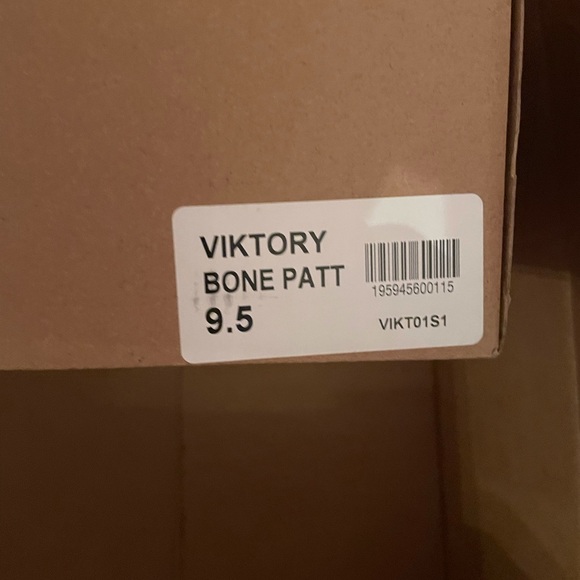 VIKTORY
BONE PATT
9.5
195945600115
VIKT01S1